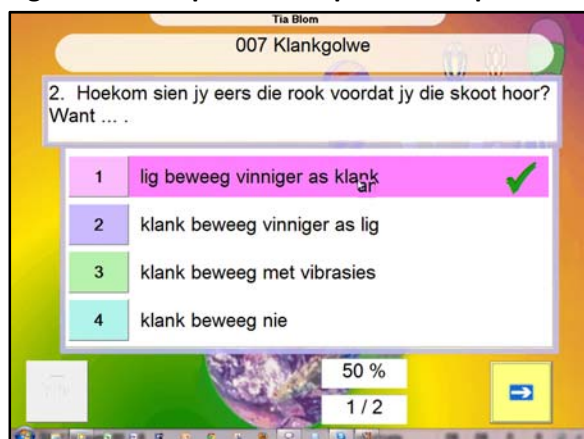 Tia Blom
007 Klankgolwe
2. Hoekom sien jy eers die rook voordat jy die skoot hoor?
Want ... .
1 lig beweeg vinniger as klank
2 klank beweeg vinniger as lig
3 klank beweeg met vibrasies
4 klank beweeg nie
50 %
1 / 2